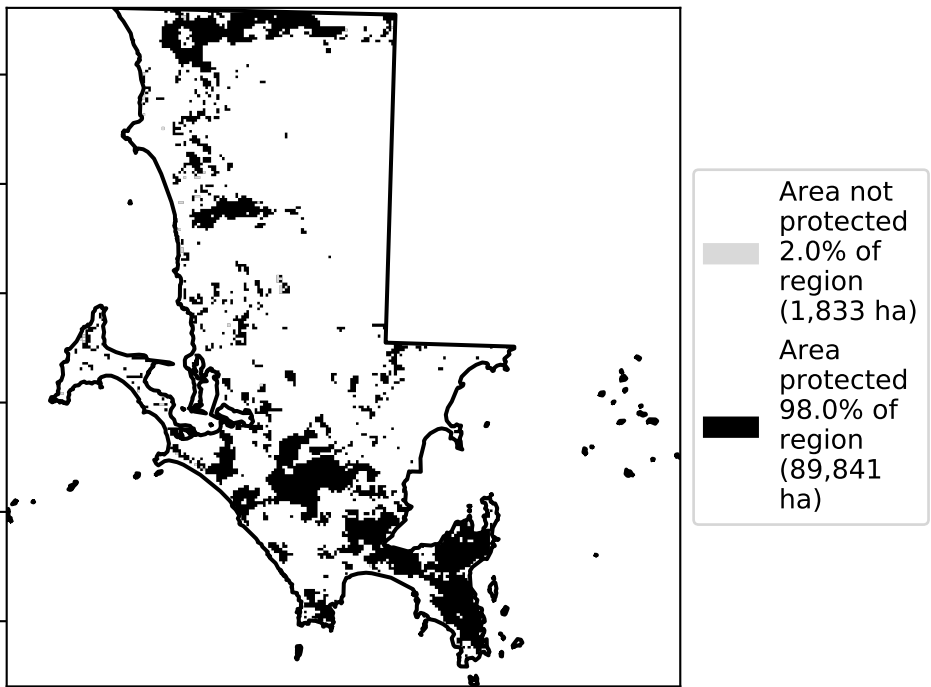 Area not
protected
2.0% of
region
(1,833 ha)
Area
protected
98.0% of
region
(89,841
ha)